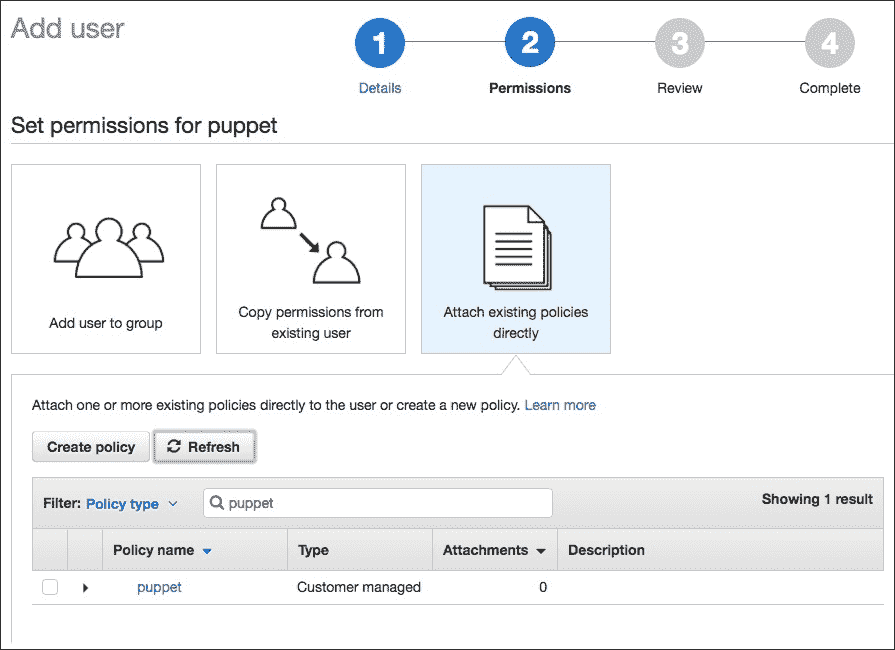 Add user
1 2 3 4
Details Permissions Review Complete
Set permissions for puppet
Add user to group
Copy permissions from
existing user
Attach existing policies
directly
Attach one or more existing policies directly to the user or create a new policy. Learn more
Create policy Refresh
Filter: Policy type puppet Showing 1 result
Policy name Type Attachments Description
puppet Customer managed 0